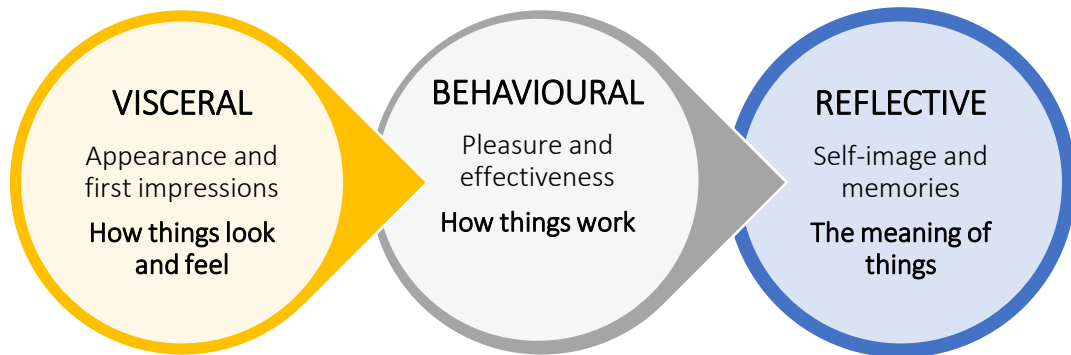 VISCERAL
Appearance and
first impressions
How things look
and feel
BEHAVIOURAL
Pleasure and
effectiveness
How things work
REFLECTIVE
Self-image and
memories
The meaning of
things